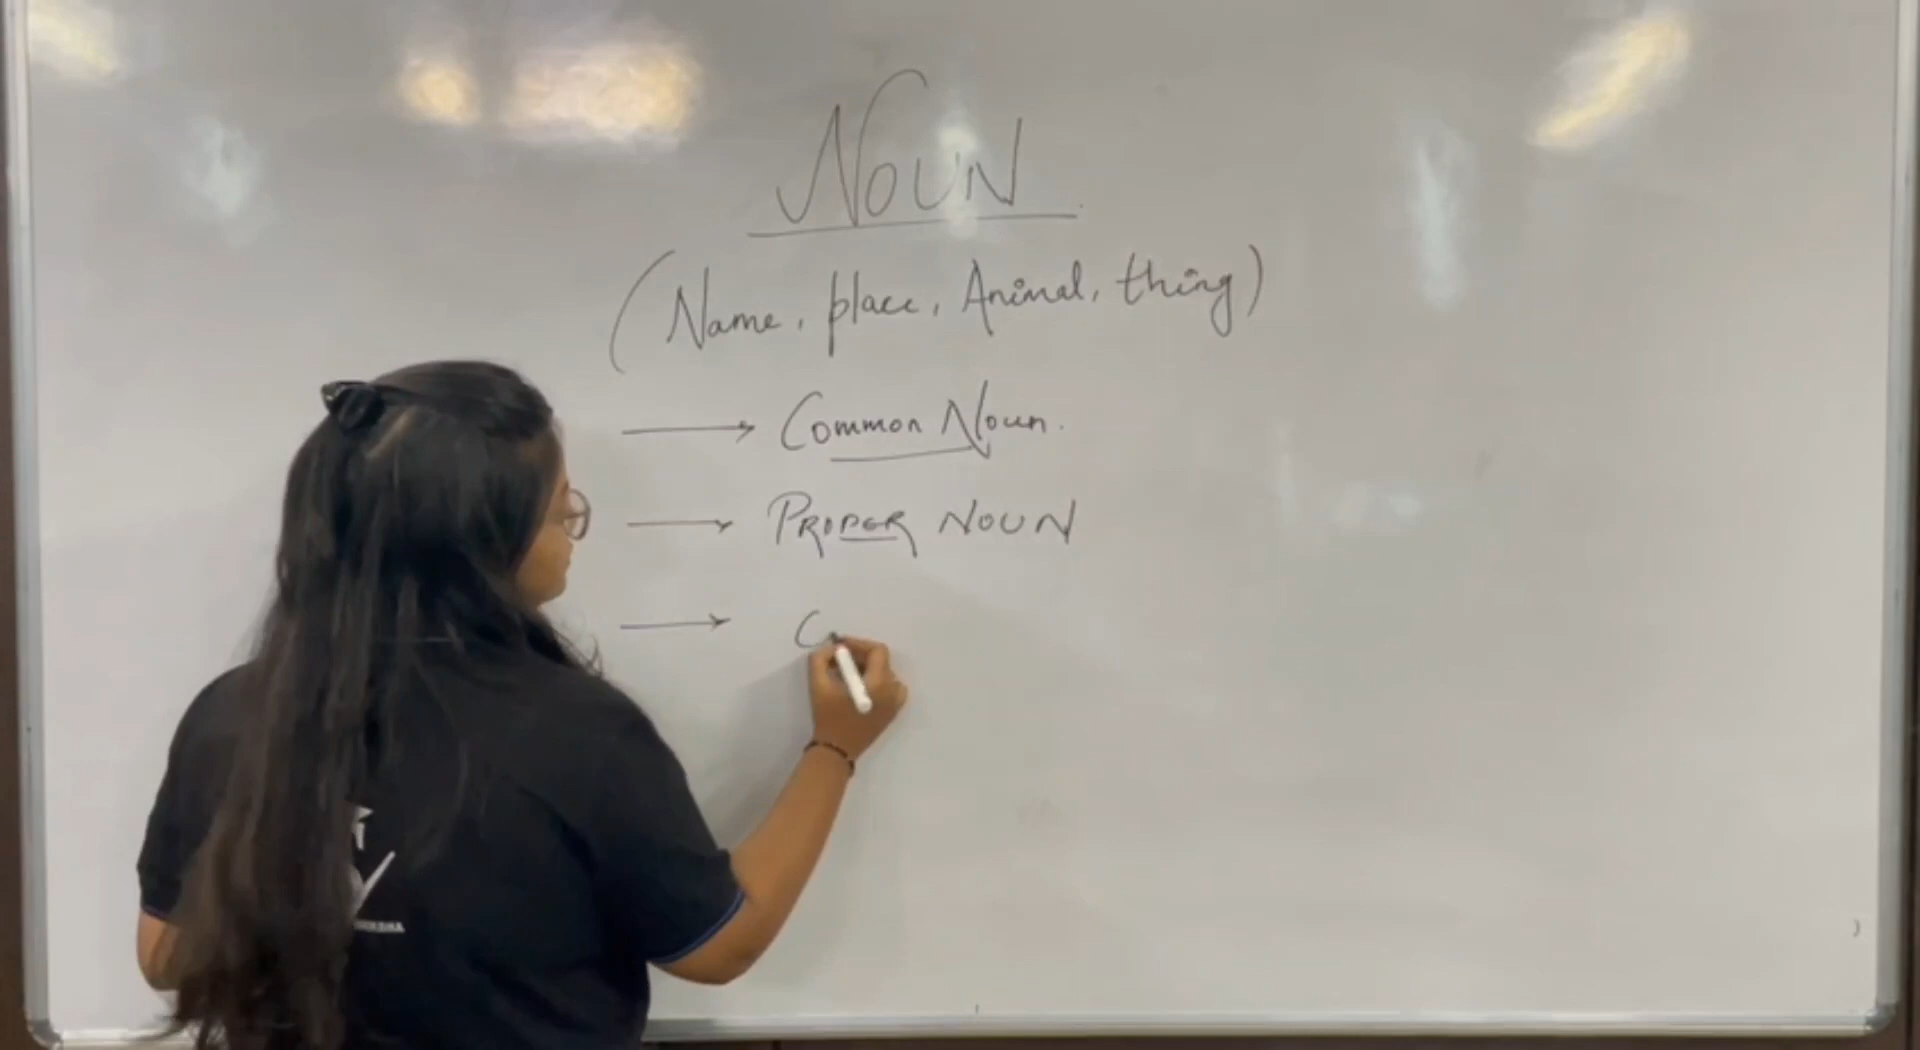 NOUN
(Name, place, Animal, thing)
→ Common Noun.
→ PROPER NOUN
→ C